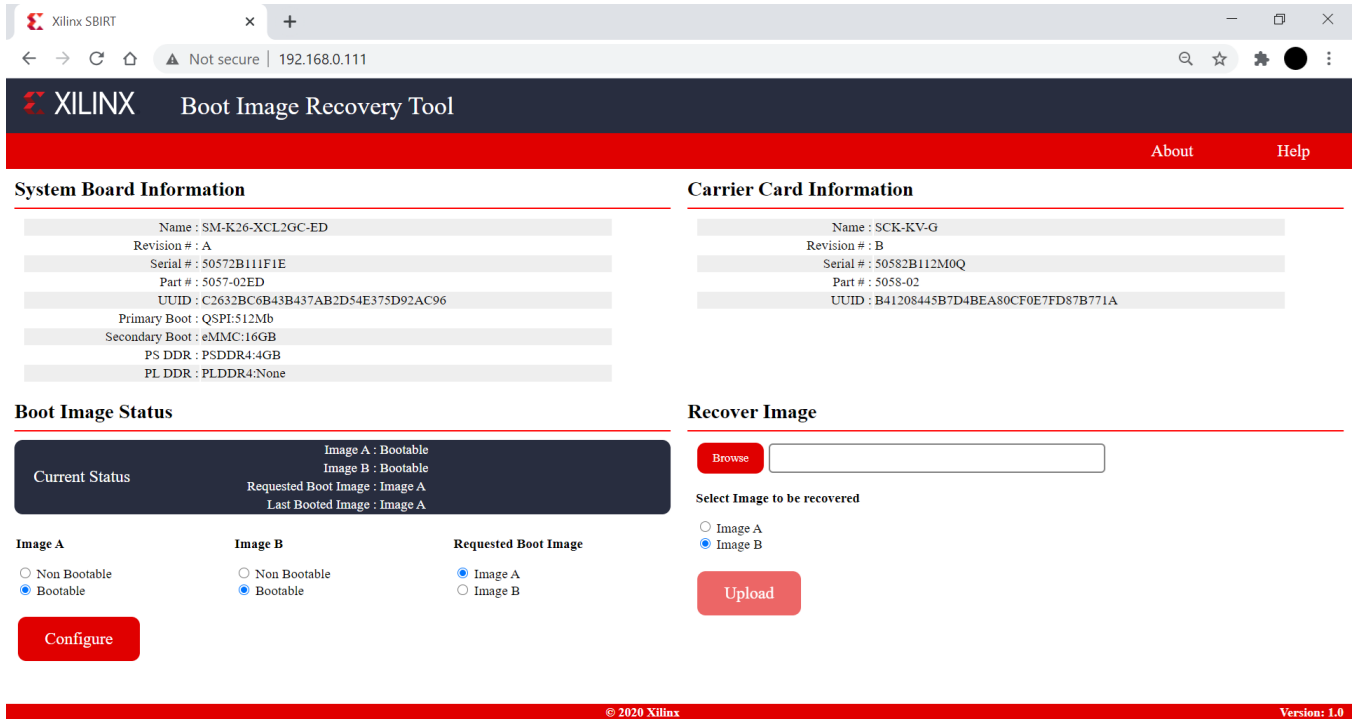 Xilinx SBIRT
Not secure | 192.168.0.111
XILINX Boot Image Recovery Tool
About Help
System Board Information
Name : SM-K26-XCL2GC-ED
Revision # : A
Serial # : 50572B111F1E
Part # : 5057-02ED
UUID : C2632BC6B43B437AB2D54E375D92AC96
Primary Boot : QSPI:512Mb
Secondary Boot : eMMC:16GB
PS DDR : PSDDR4:4GB
PL DDR : PLDDR4:None
Carrier Card Information
Name : SCK-KV-G
Revision # : B
Serial # : 50582B112M0Q
Part # : 5058-02
UUID : B41208445B7D4BEA80CF0E7FD87B771A
Boot Image Status
Current Status
Image A : Bootable
Image B : Bootable
Requested Boot Image : Image A
Last Booted Image : Image A
Image A
Non Bootable
Bootable
Image B
Non Bootable
Bootable
Requested Boot Image
Image A
Image B
Configure
Recover Image
Browse
Select Image to be recovered
Image A
Image B
Upload
© 2020 Xilinx
Version: 1.0